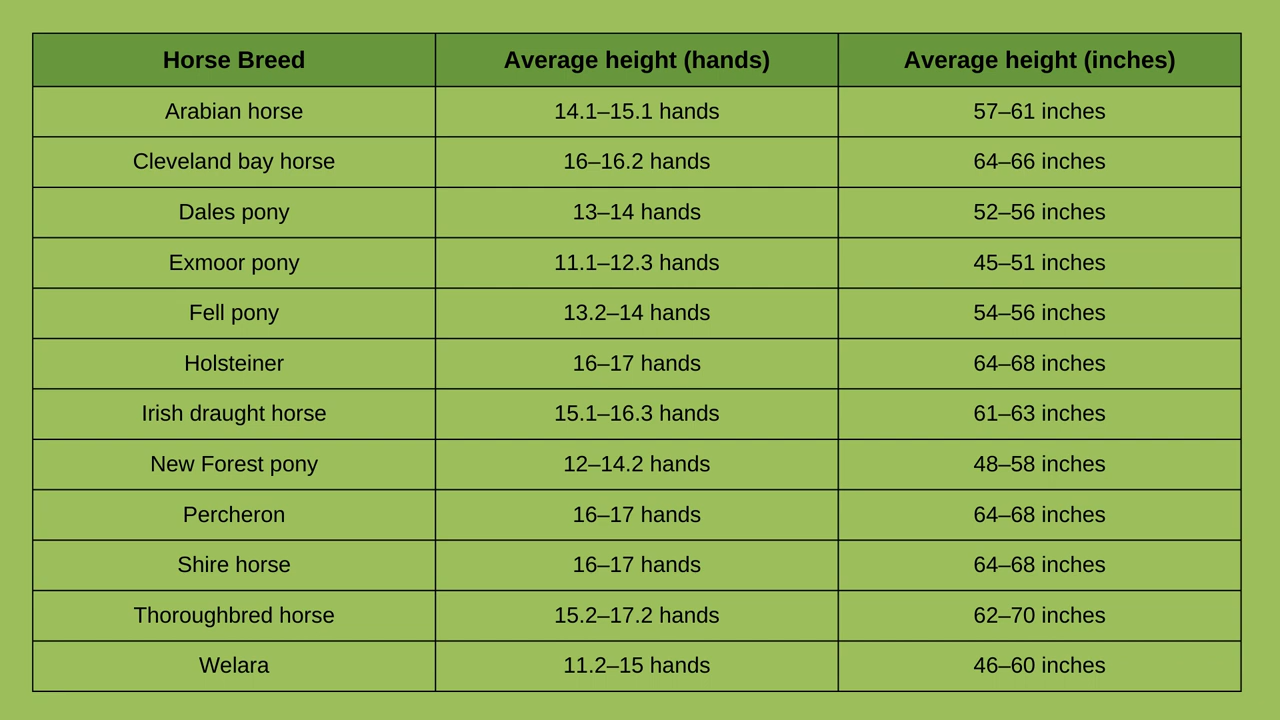 Horse Breed Average height (hands) Average height (inches)
Arabian horse 14.1–15.1 hands 57–61 inches
Cleveland bay horse 16–16.2 hands 64–66 inches
Dales pony 13–14 hands 52–56 inches
Exmoor pony 11.1–12.3 hands 45–51 inches
Fell pony 13.2–14 hands 54–56 inches
Holsteiner 16–17 hands 64–68 inches
Irish draught horse 15.1–16.3 hands 61–63 inches
New Forest pony 12–14.2 hands 48–58 inches
Percheron 16–17 hands 64–68 inches
Shire horse 16–17 hands 64–68 inches
Thoroughbred horse 15.2–17.2 hands 62–70 inches
Welara 11.2–15 hands 46–60 inches